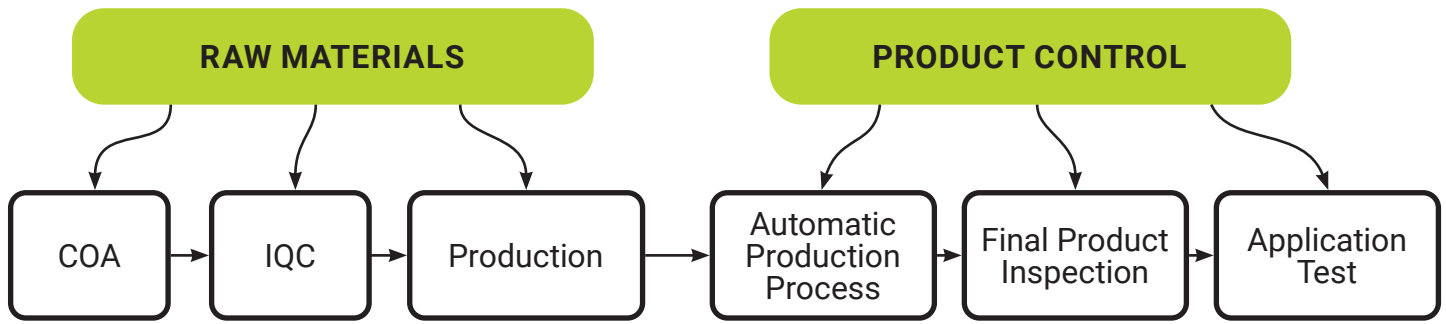 RAW MATERIALS
PRODUCT CONTROL
COA
IQC
Production
Automatic
Production
Process
Final Product
Inspection
Application
Test